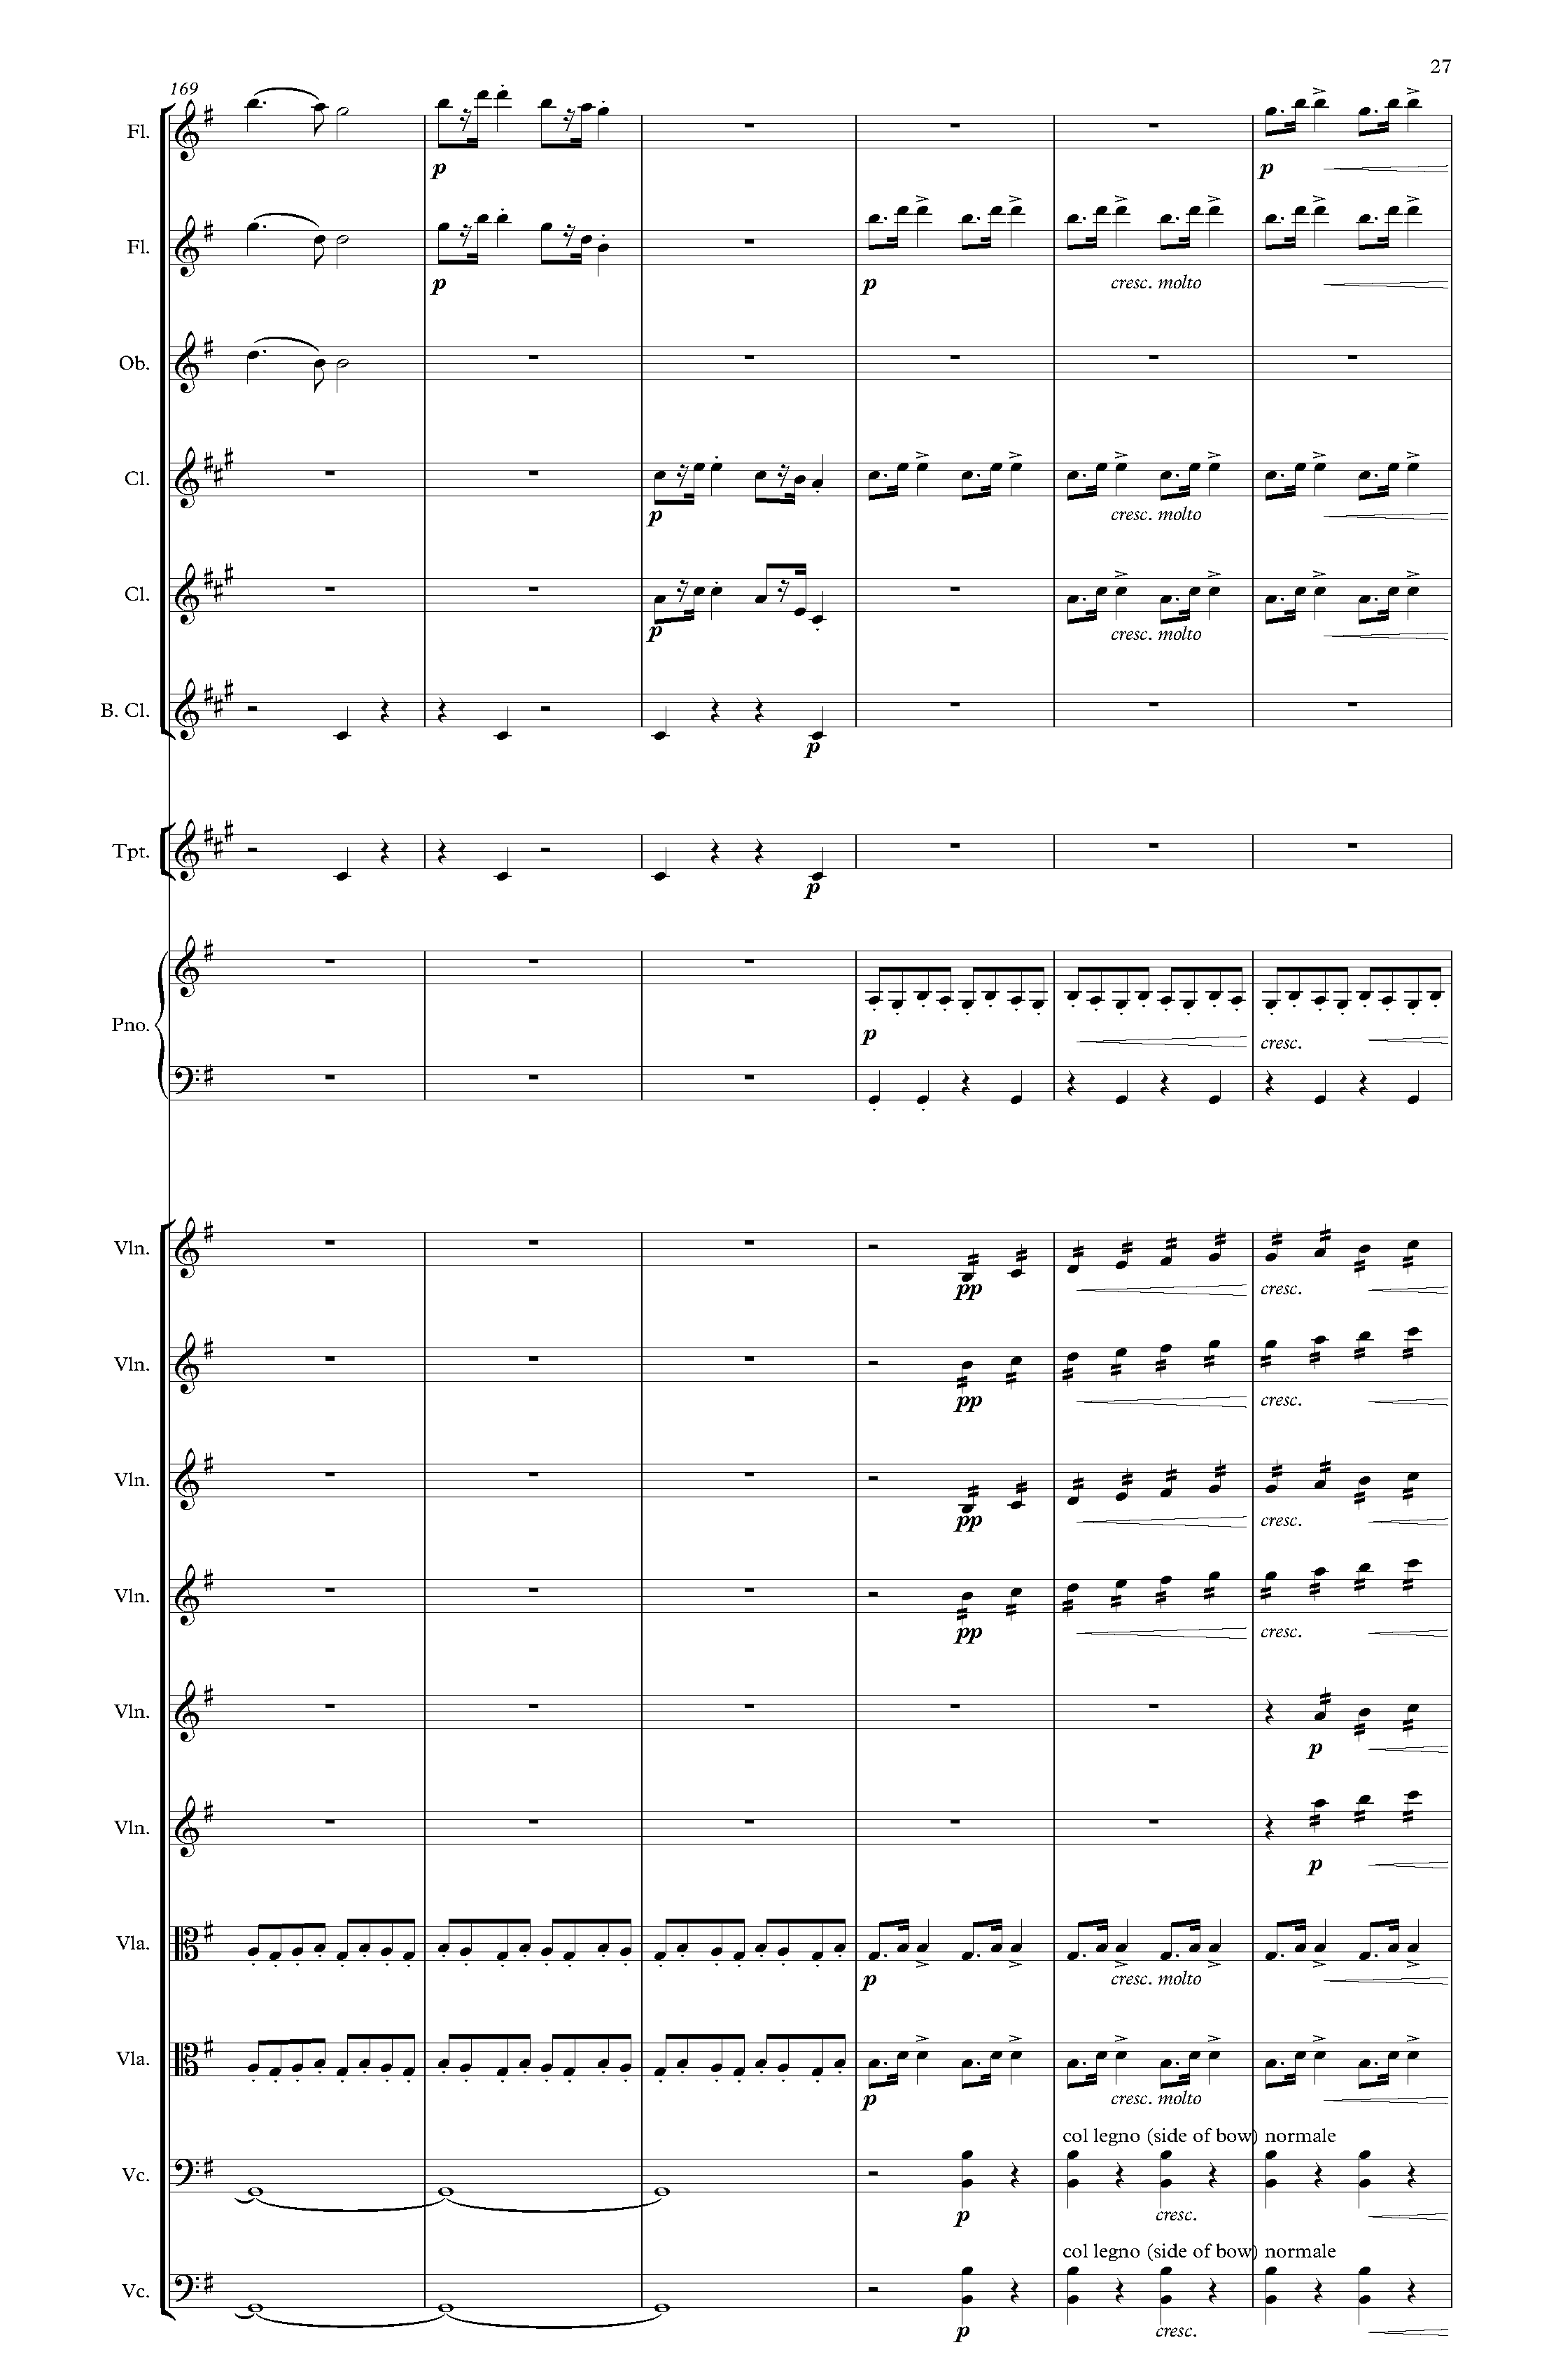 27
169
Fl.
p
p
Fl.
p
p
cresc. molto
Ob.
Cl.
p
cresc. molto
Cl.
p
cresc. molto
B. Cl.
p
Tpt.
p
Pno.
p
cresc.
Vln.
pp
cresc.
Vln.
pp
cresc.
Vln.
pp
cresc.
Vln.
pp
cresc.
Vln.
p
Vln.
p
Vla.
p
cresc. molto
Vla.
p
cresc. molto
col legno (side of bow) normale
Vc.
p
cresc.
col legno (side of bow) normale
Vc.
p
cresc.